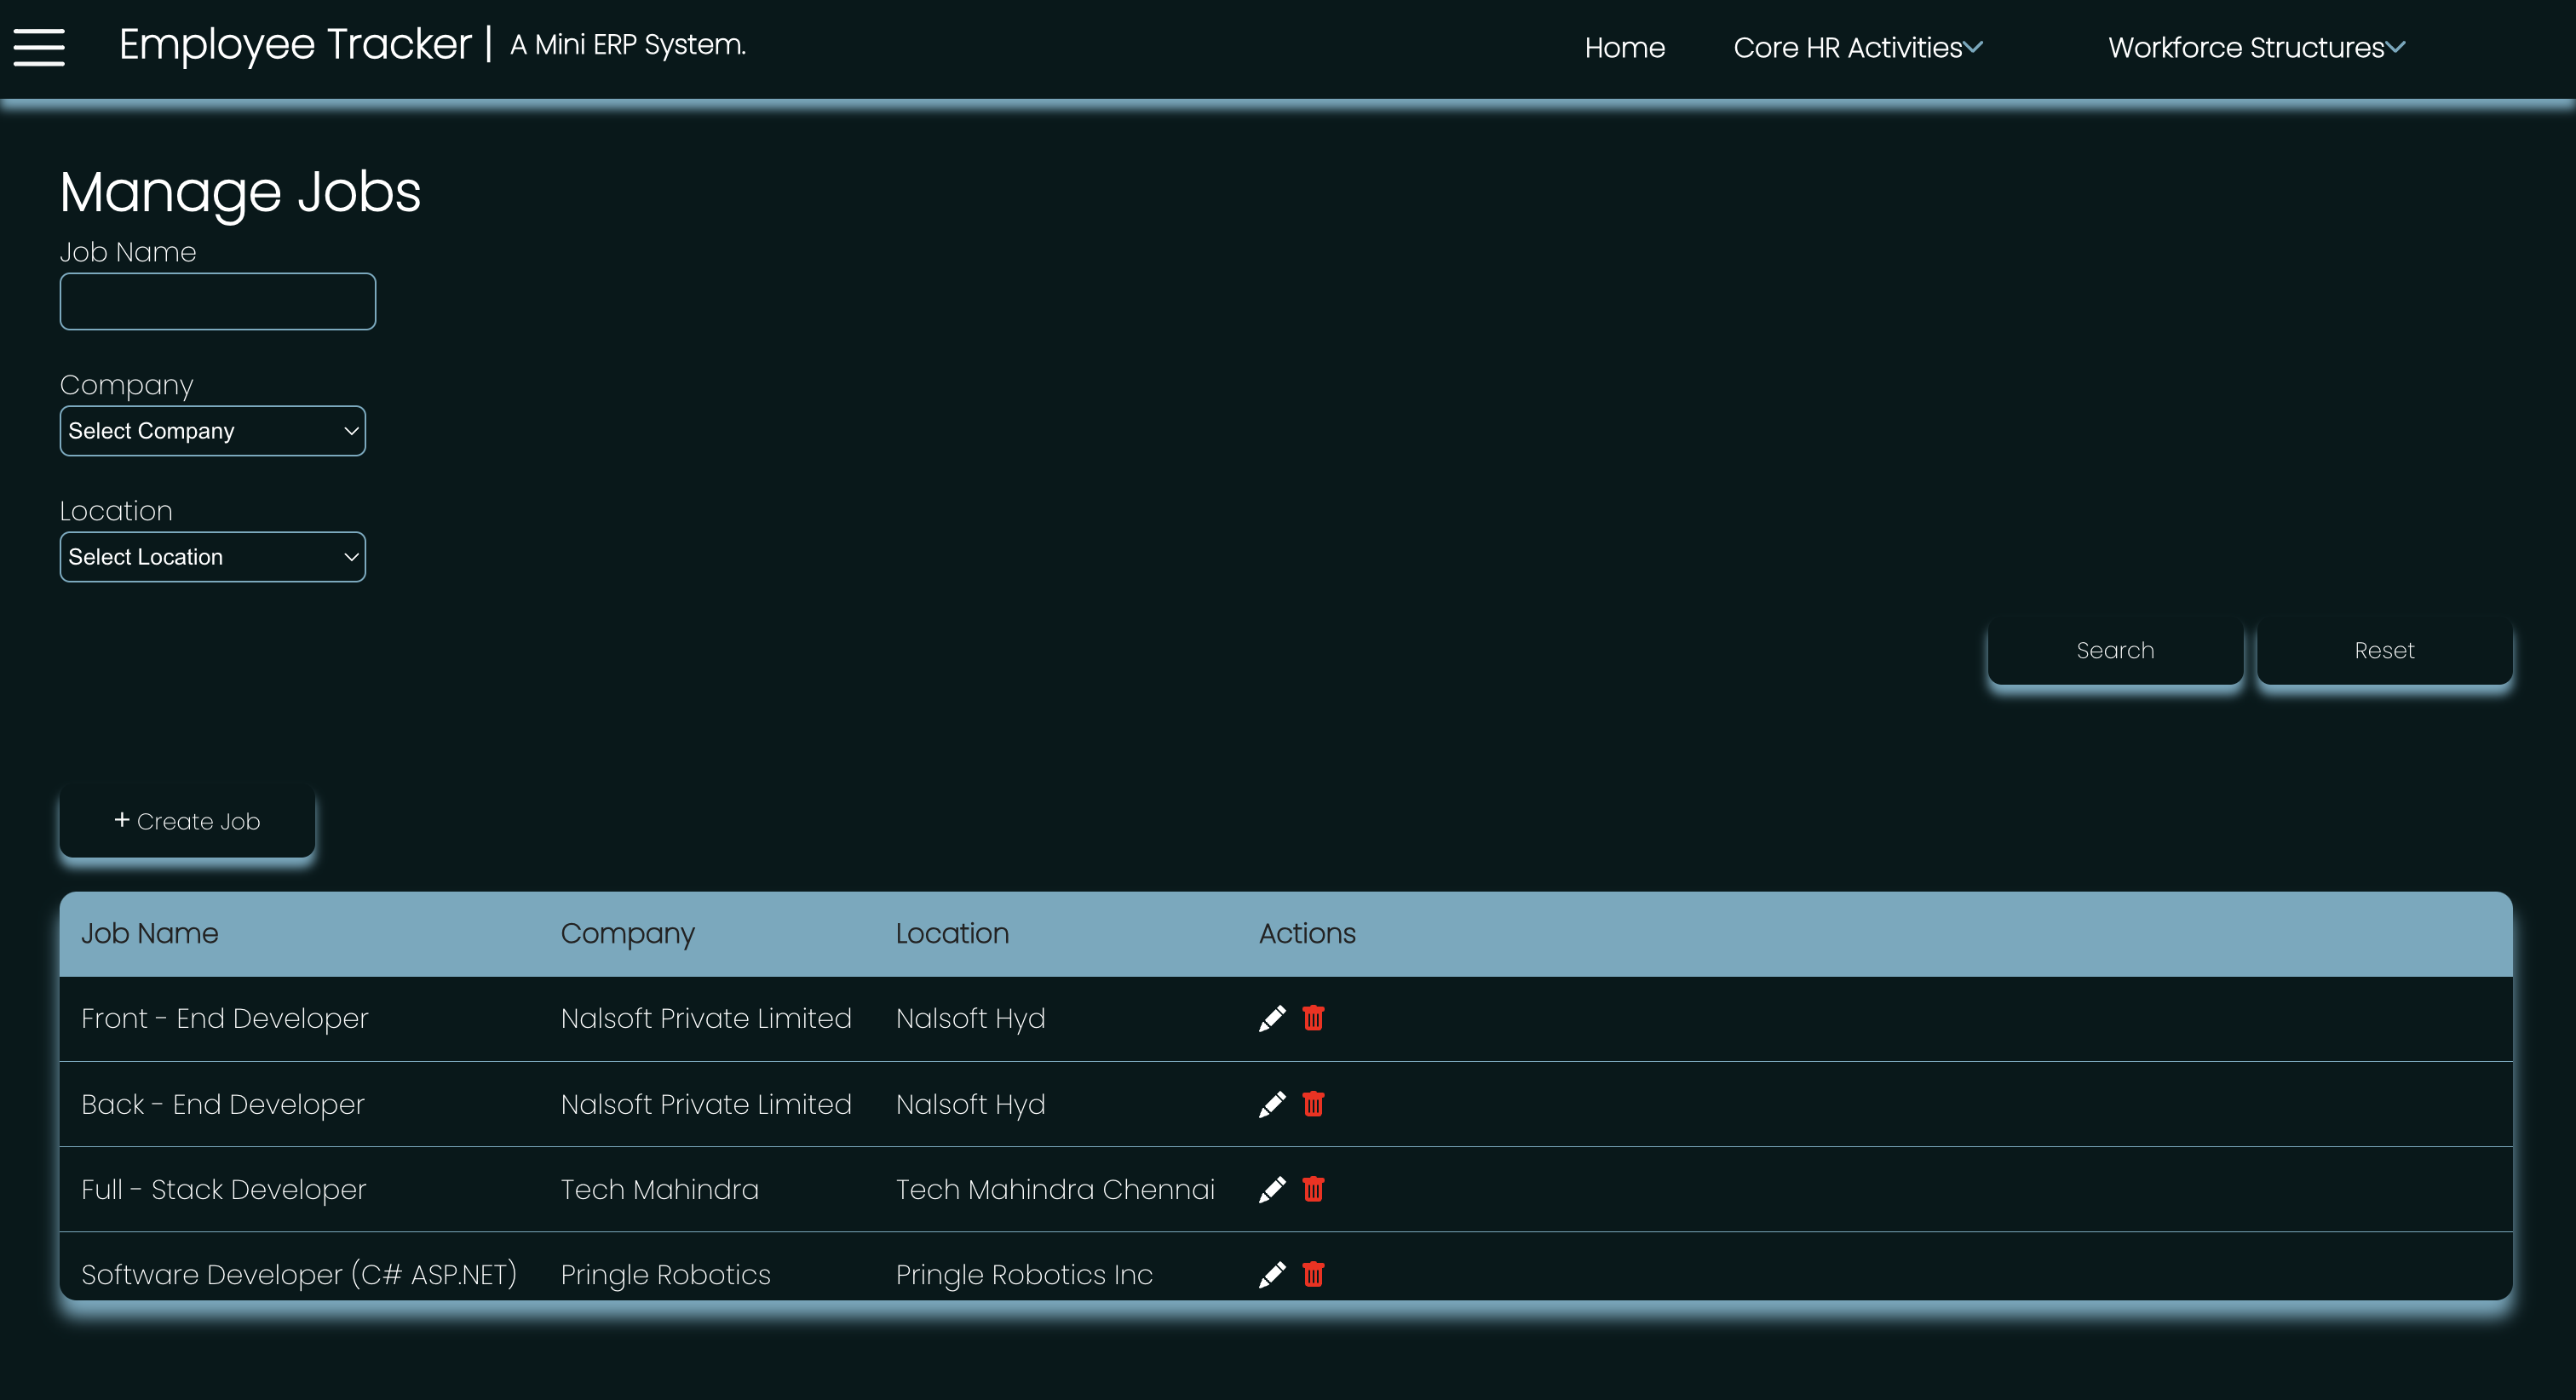 Employee Tracker | A Mini ERP System. Home Core HR Activities Workforce Structures
Manage Jobs
Job Name
Company
Select Company
Location
Select Location
Search Reset
+ Create Job
Job Name Company Location Actions
Front - End Developer Nalsoft Private Limited Nalsoft Hyd
Back - End Developer Nalsoft Private Limited Nalsoft Hyd
Full - Stack Developer Tech Mahindra Tech Mahindra Chennai
Software Developer (C# ASP.NET) Pringle Robotics Pringle Robotics Inc